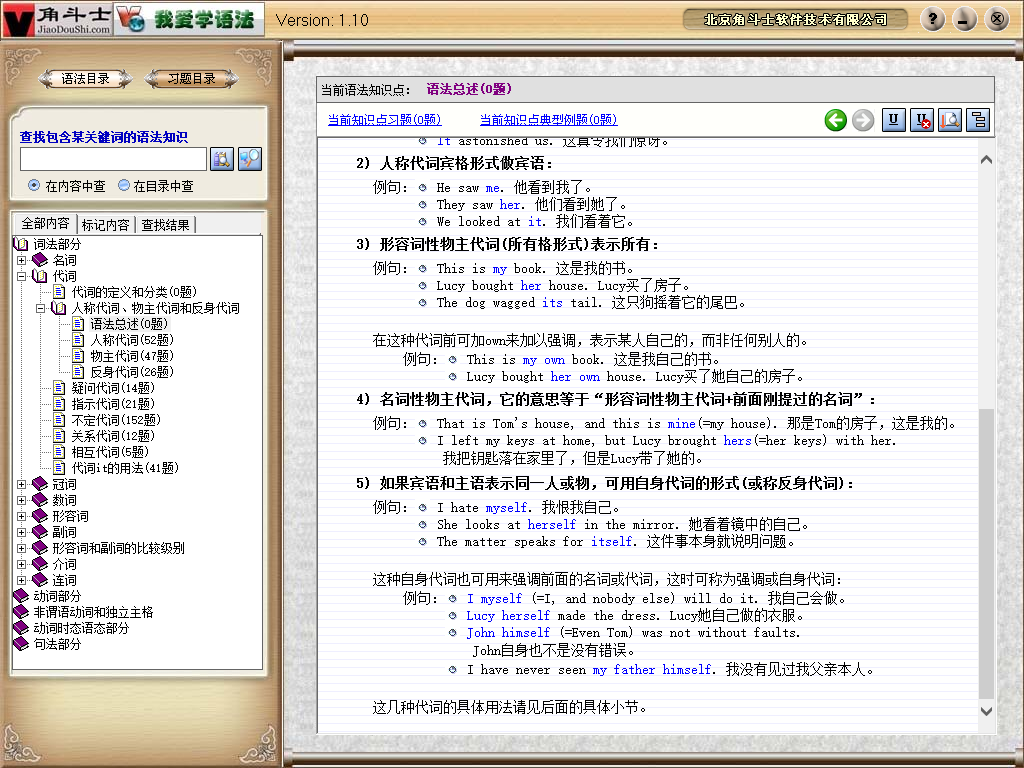 角斗士
JiaoDouShi.com
我爱学语法
Version: 1.10
北京角斗士软件技术有限公司
?
语法目录
习题目录
查找包含某关键词的语法知识
在内容中查
在目录中查
全部内容
标记内容
查找结果
词法部分
名词
代词
代词的定义和分类(0题)
人称代词、物主代词和反身代词
语法总述(0题)
人称代词(52题)
物主代词(47题)
反身代词(26题)
疑问代词(14题)
指示代词(21题)
不定代词(152题)
关系代词(12题)
相互代词(5题)
代词it的用法(41题)
冠词
数词
形容词
副词
形容词和副词的比较级别
介词
连词
动词部分
非谓语动词和独立主格
动词时态语态部分
句法部分
当前语法知识点： 语法总述(0题)
当前知识点习题(0题)
当前知识点典型例题(0题)
U
U
It astonished us. 这真令我们惊讶。
2) 人称代词宾格形式做宾语：
例句： He saw me. 他看到我了。
They saw her. 他们看到她了。
We looked at it. 我们看着它。
3) 形容词性物主代词(所有格形式)表示所有：
例句： This is my book. 这是我的书。
Lucy bought her house. Lucy买了房子。
The dog wagged its tail. 这只狗摇着它的尾巴。
在这种代词前可加own来加以强调，表示某人自己的，而非任何别人的。
例句： This is my own book. 这是我自己的书。
Lucy bought her own house. Lucy买了她自己的房子。
4) 名词性物主代词，它的意思等于“形容词性物主代词+前面刚提过的名词”：
例句： That is Tom's house, and this is mine(=my house). 那是Tom的房子，这是我的。
I left my keys at home, but Lucy brought hers(=her keys) with her.
我把钥匙落在家里了，但是Lucy带了她的。
5) 如果宾语和主语表示同一人或物，可用自身代词的形式(或称反身代词)：
例句： I hate myself. 我恨我自己。
She looks at herself in the mirror. 她看着镜中的自己。
The matter speaks for itself. 这件事本身就说明问题。
这种自身代词也可用来强调前面的名词或代词，这时可称为强调或自身代词：
例句： I myself (=I, and nobody else) will do it. 我自己会做。
Lucy herself made the dress. Lucy她自己做的衣服。
John himself (=Even Tom) was not without faults.
John自身也不是没有错误。
I have never seen my father himself. 我没有见过我父亲本人。
这几种代词的具体用法请见后面的具体小节。